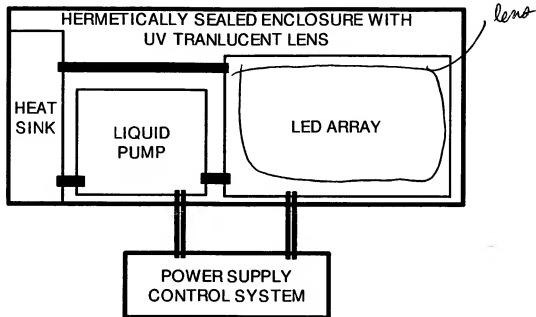 HERMETICALLY SEALED ENCLOSURE WITH
UV TRANLUCENT LENS
lens
HEAT
SINK
LIQUID
PUMP
LED ARRAY
POWER SUPPLY
CONTROL SYSTEM